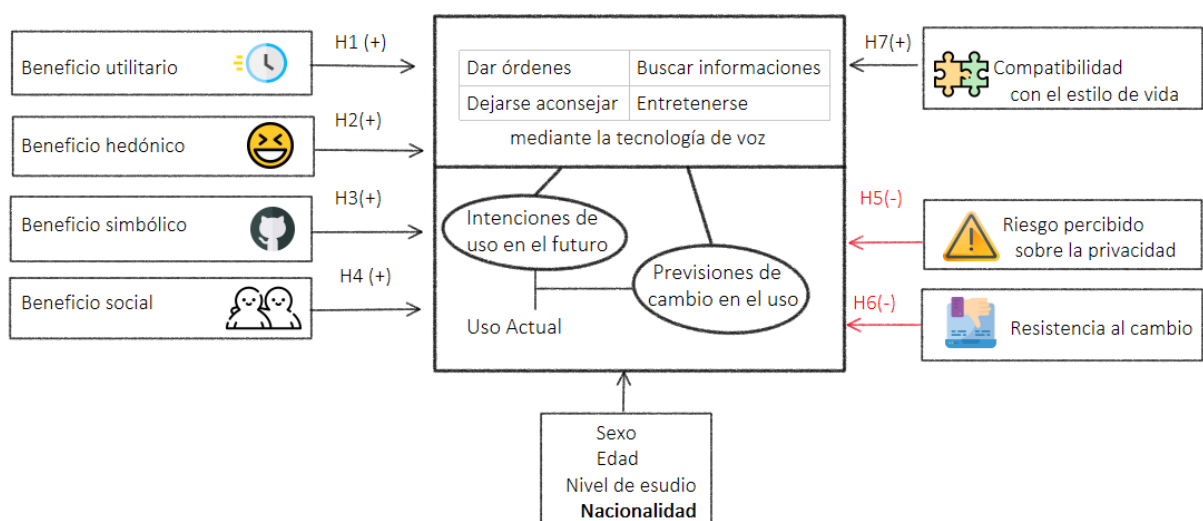 Beneficio utilitario
H1 (+)
Beneficio hedónico
H2(+)
Beneficio simbólico
H3(+)
Beneficio social
H4 (+)
Dar órdenes
Buscar informaciones
Dejarse aconsejar
Entretenerse
mediante la tecnología de voz
Intenciones de
uso en el futuro
Previsiones de
cambio en el uso
Uso Actual
H7(+)
Compatibilidad
con el estilo de vida
H5(-)
Riesgo percibido
sobre la privacidad
H6(-)
Resistencia al cambio
Sexo
Edad
Nivel de esudio
Nacionalidad